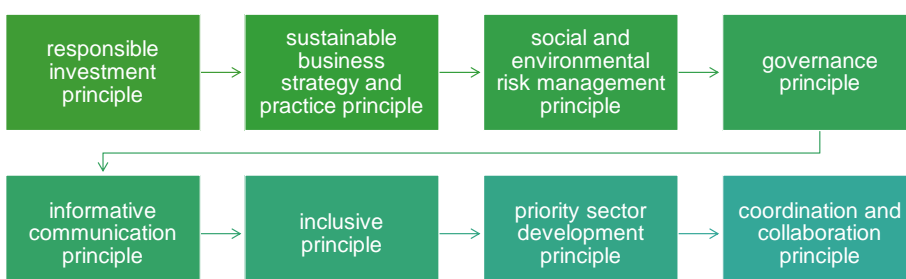 responsible
investment
principle
sustainable
business
strategy and
practice principle
social and
environmental
risk management
principle
governance
principle
informative
communication
principle
inclusive
principle
priority sector
development
principle
coordination and
collaboration
principle